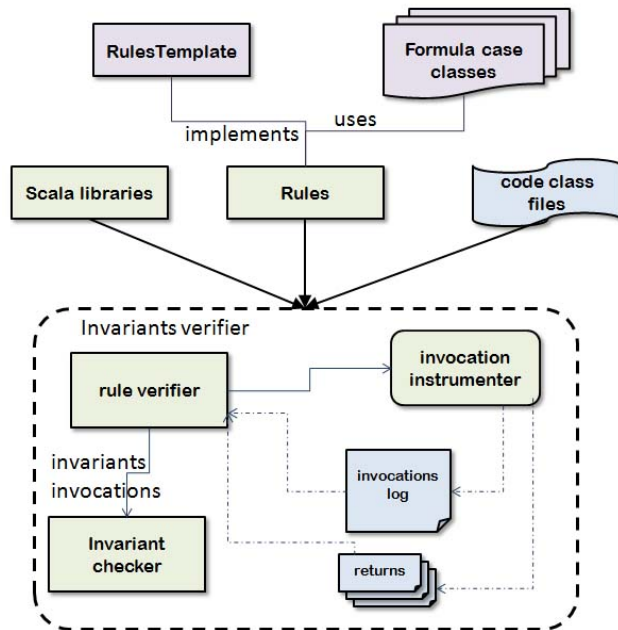 RulesTemplate
Formula case
classes
implements
uses
Scala libraries
Rules
code class
files
Invariants verifier
rule verifier
invocation
instrumenter
invariants
invocations
invocations
log
Invariant
checker
returns